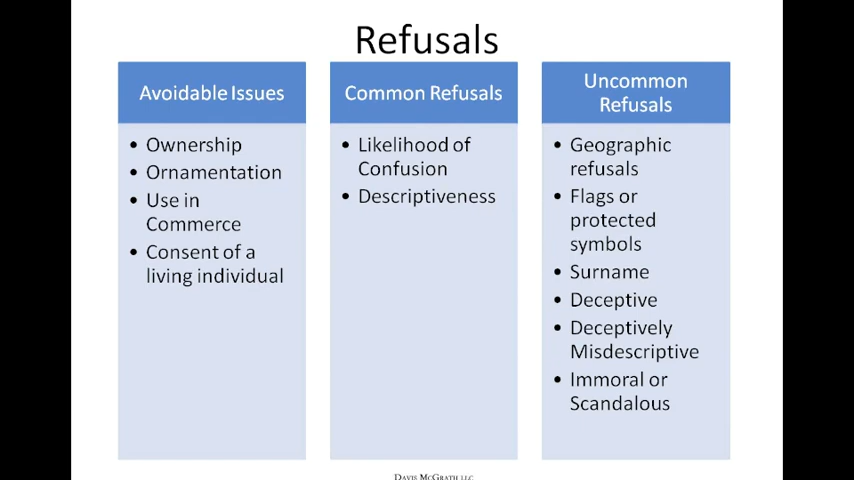 Refusals
Avoidable Issues
• Ownership
• Ornamentation
• Use in
Commerce
• Consent of a
living individual
Common Refusals
• Likelihood of
Confusion
• Descriptiveness
Uncommon
Refusals
• Geographic
refusals
• Flags or
protected
symbols
• Surname
• Deceptive
• Deceptively
Misdescriptive
• Immoral or
Scandalous
DAVIS MCGRATH LLC